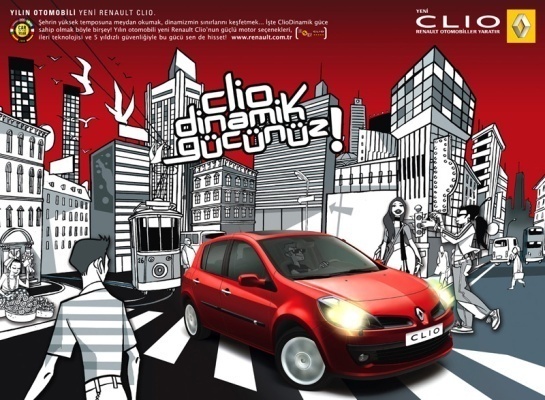 YILIN OTOMOBİLİ YENİ RENAULT CLIO.
Şehrin yüksek temposuna meydan okumak, dinamizmin sınırlarını keşfetmek... İşte ClioDinamik güce
sahip olmak böyle birşey! Yılın otomobili yeni Renault Clio'nun güçlü motor seçenekleri,
ileri teknolojisi ve 5 yıldızlı güvenliğiyle bu gücü sen de hisset! www.renault.com.tr
YENİ
CLIO
RENAULT OTOMOBİLLER YARATIR
clio
dinamik
gücünüz!
CLIO